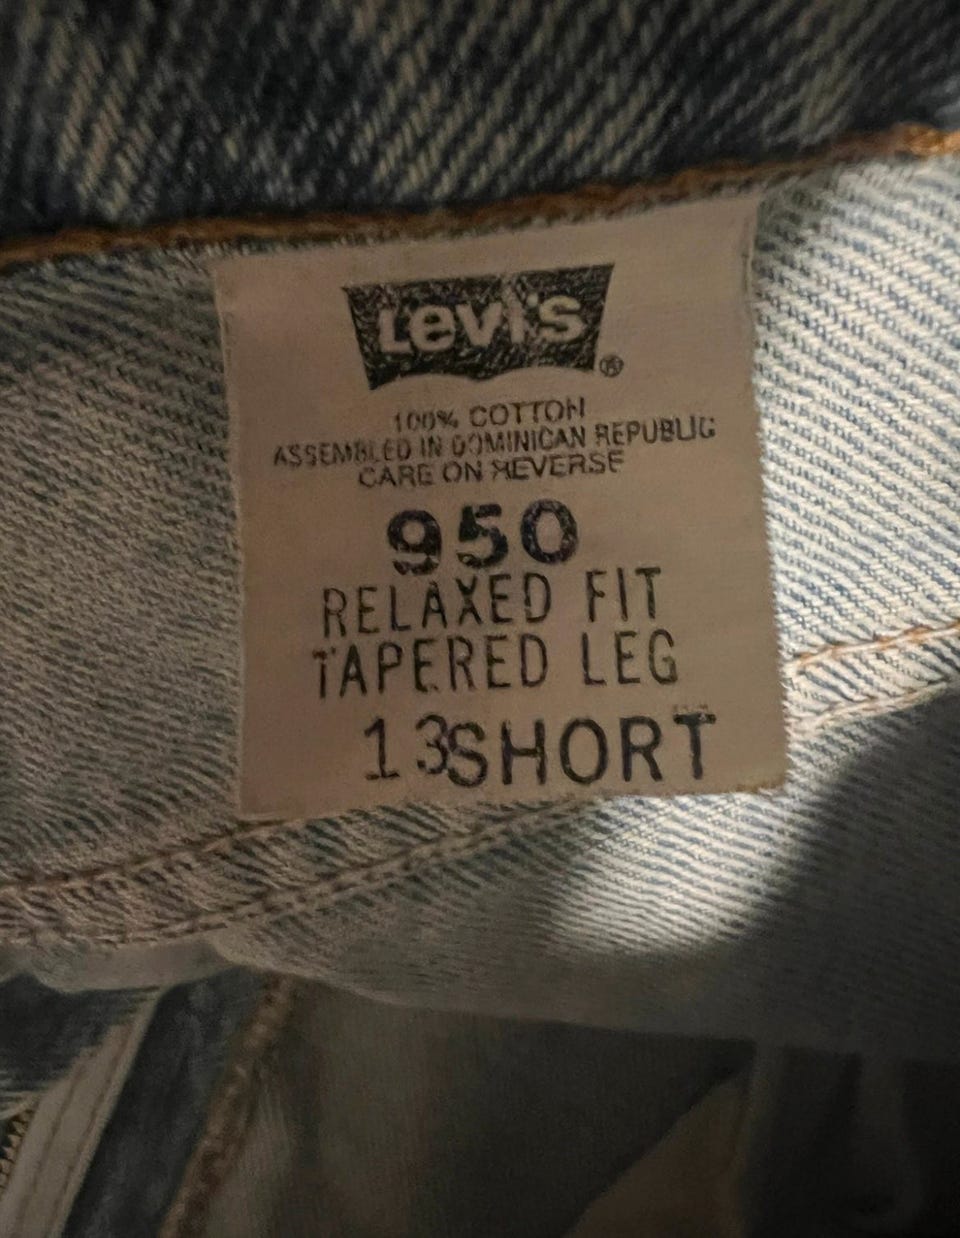 Levi's®
100% COTTON
ASSEMBLED IN DOMINICAN REPUBLIC
CARE ON REVERSE
950
RELAXED FIT
TAPERED LEG
13SHORT